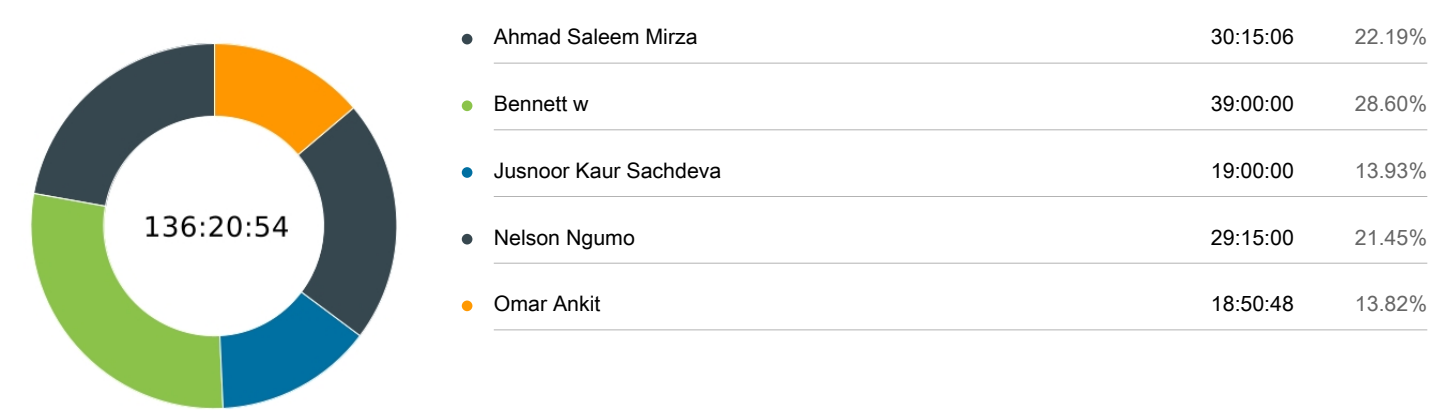 136:20:54
Ahmad Saleem Mirza 30:15:06 22.19%
Bennett w 39:00:00 28.60%
Jusnoor Kaur Sachdeva 19:00:00 13.93%
Nelson Ngumo 29:15:00 21.45%
Omar Ankit 18:50:48 13.82%